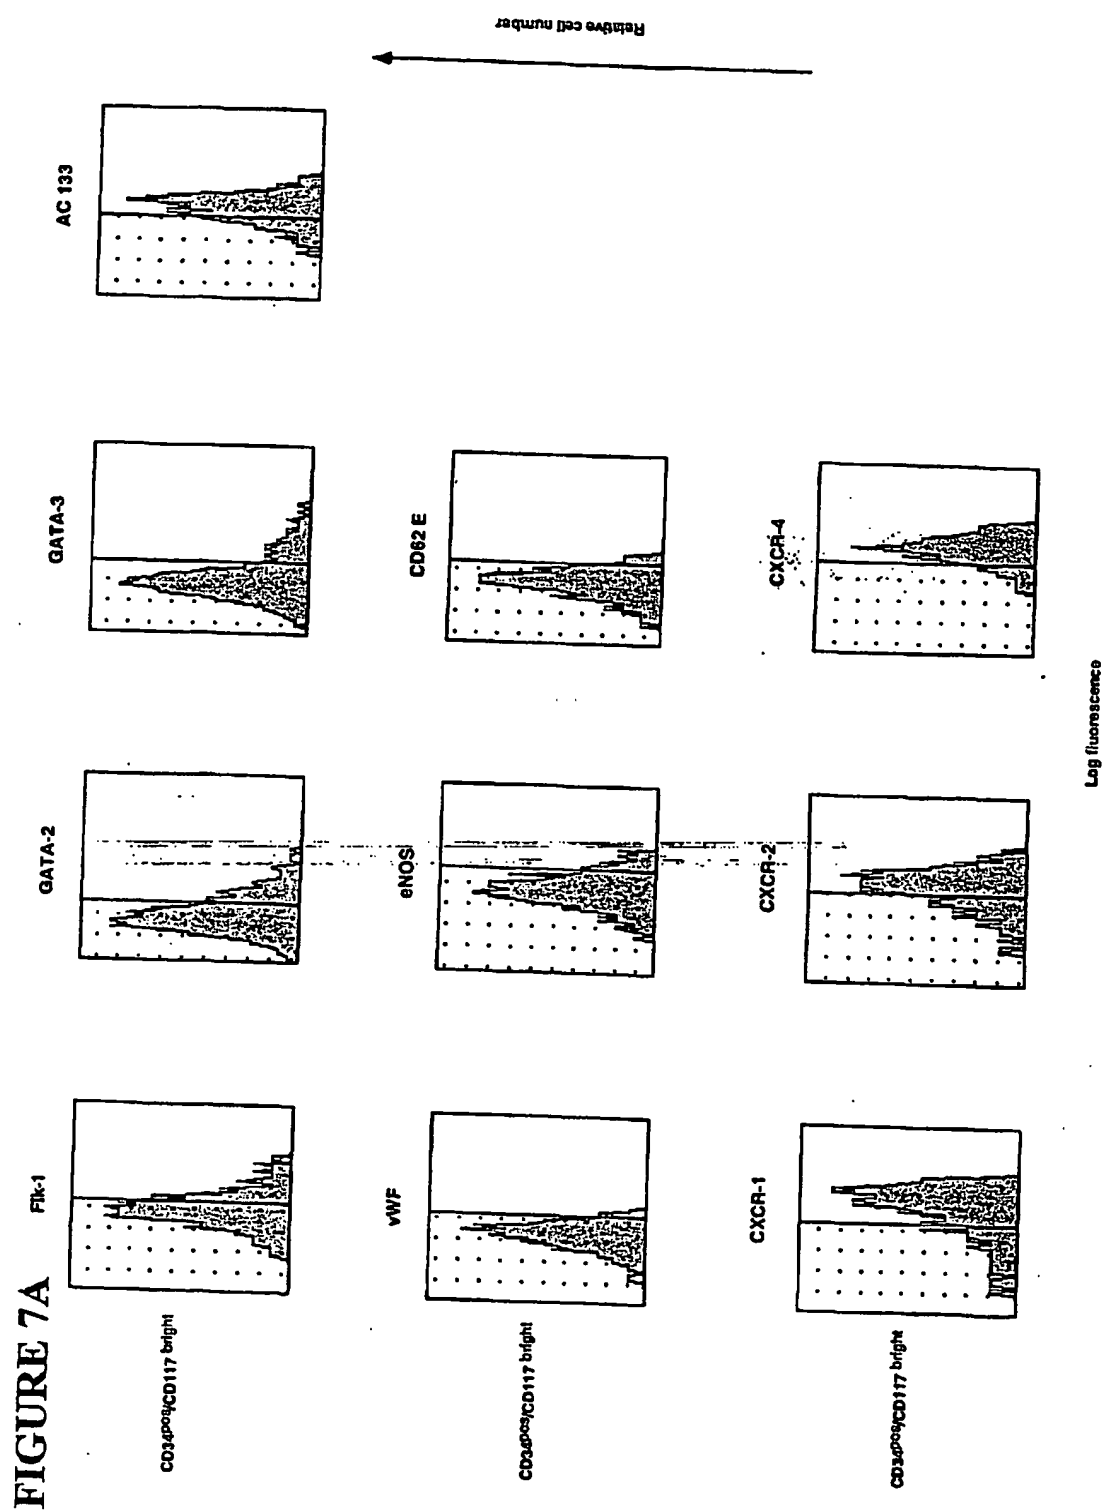 FIGURE 7A
Flk-1 GATA-2 GATA-3 AC 133
CD34pos/CD117 bright
vWF eNOS CD62 E
CD34pos/CD117 bright
CXCR-1 CXCR-2 CXCR-4
CD34pos/CD117 bright
Log fluorescence
Relative cell number